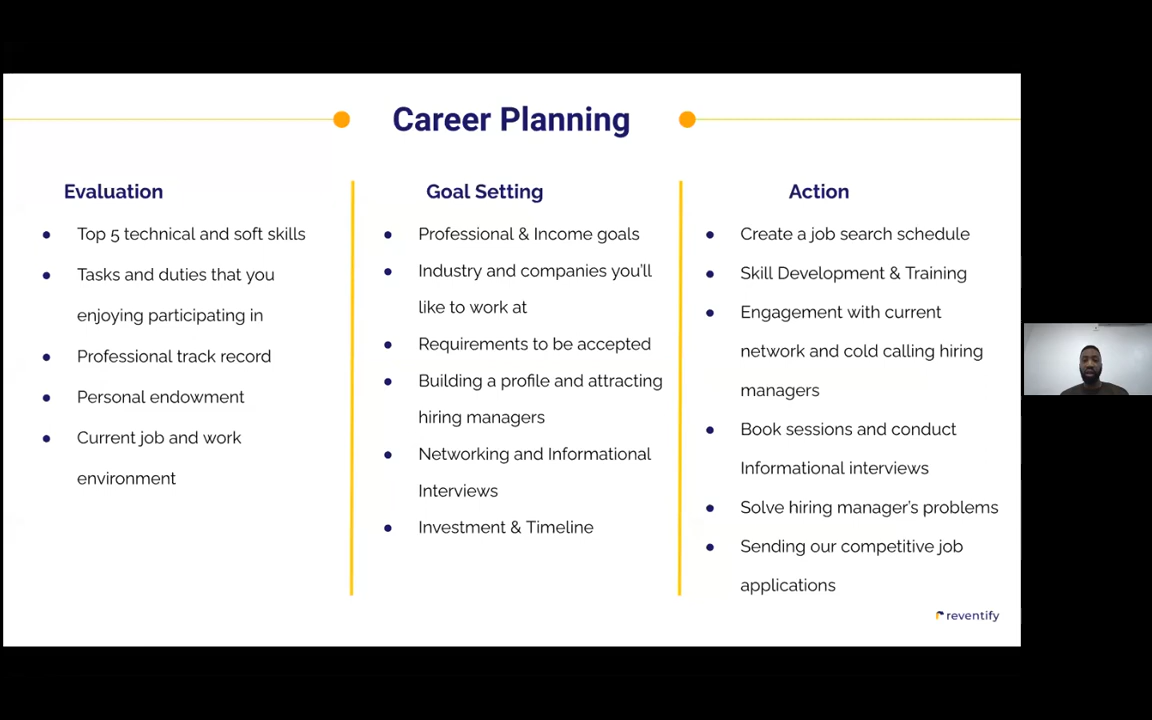 Career Planning
Evaluation
Top 5 technical and soft skills
Tasks and duties that you
enjoying participating in
Professional track record
Personal endowment
Current job and work
environment
Goal Setting
Professional & Income goals
Industry and companies you'll
like to work at
Requirements to be accepted
Building a profile and attracting
hiring managers
Networking and Informational
Interviews
Investment & Timeline
Action
Create a job search schedule
Skill Development & Training
Engagement with current
network and cold calling hiring
managers
Book sessions and conduct
Informational interviews
Solve hiring manager's problems
Sending our competitive job
applications
reventify